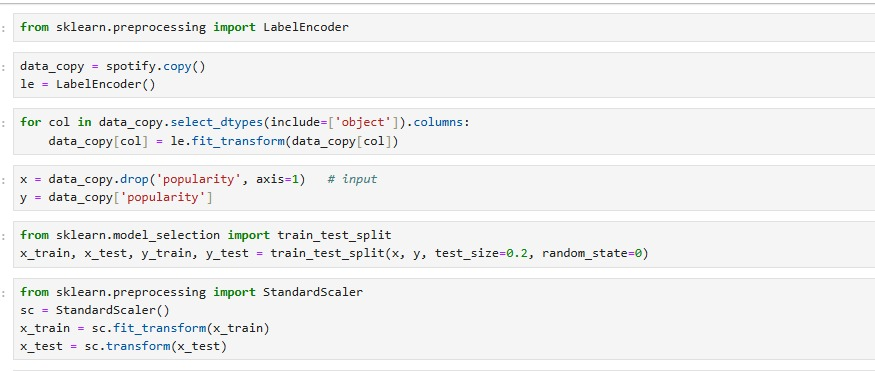 :
from sklearn.preprocessing import LabelEncoder
:
data_copy = spotify.copy()
le = LabelEncoder()
:
for col in data_copy.select_dtypes(include=['object']).columns:
    data_copy[col] = le.fit_transform(data_copy[col])
:
x = data_copy.drop('popularity', axis=1)   # input
y = data_copy['popularity']
:
from sklearn.model_selection import train_test_split
x_train, x_test, y_train, y_test = train_test_split(x, y, test_size=0.2, random_state=0)
:
from sklearn.preprocessing import StandardScaler
sc = StandardScaler()
x_train = sc.fit_transform(x_train)
x_test = sc.transform(x_test)